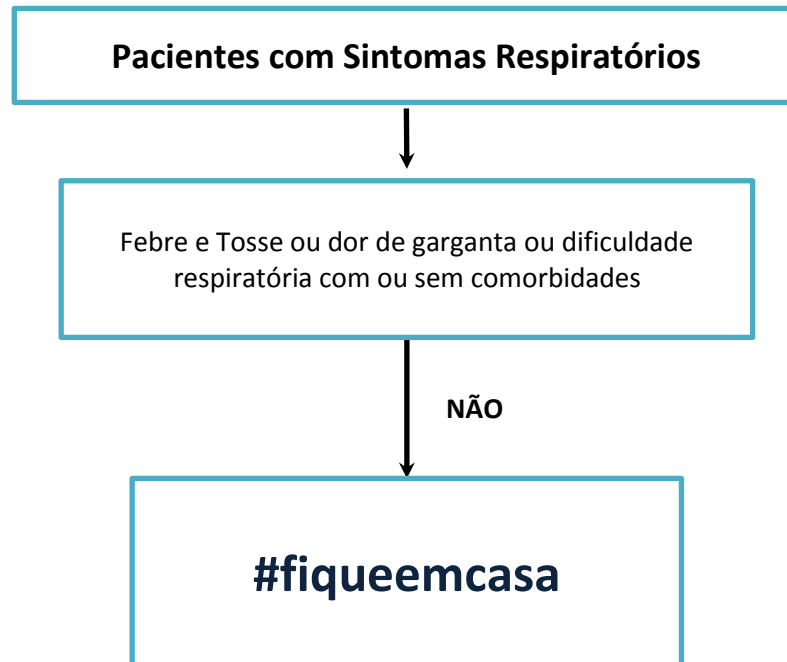 Pacientes com Sintomas Respiratórios
Febre e Tosse ou dor de garganta ou dificuldade
respiratória com ou sem comorbidades
NÃO
#fiqueemcasa